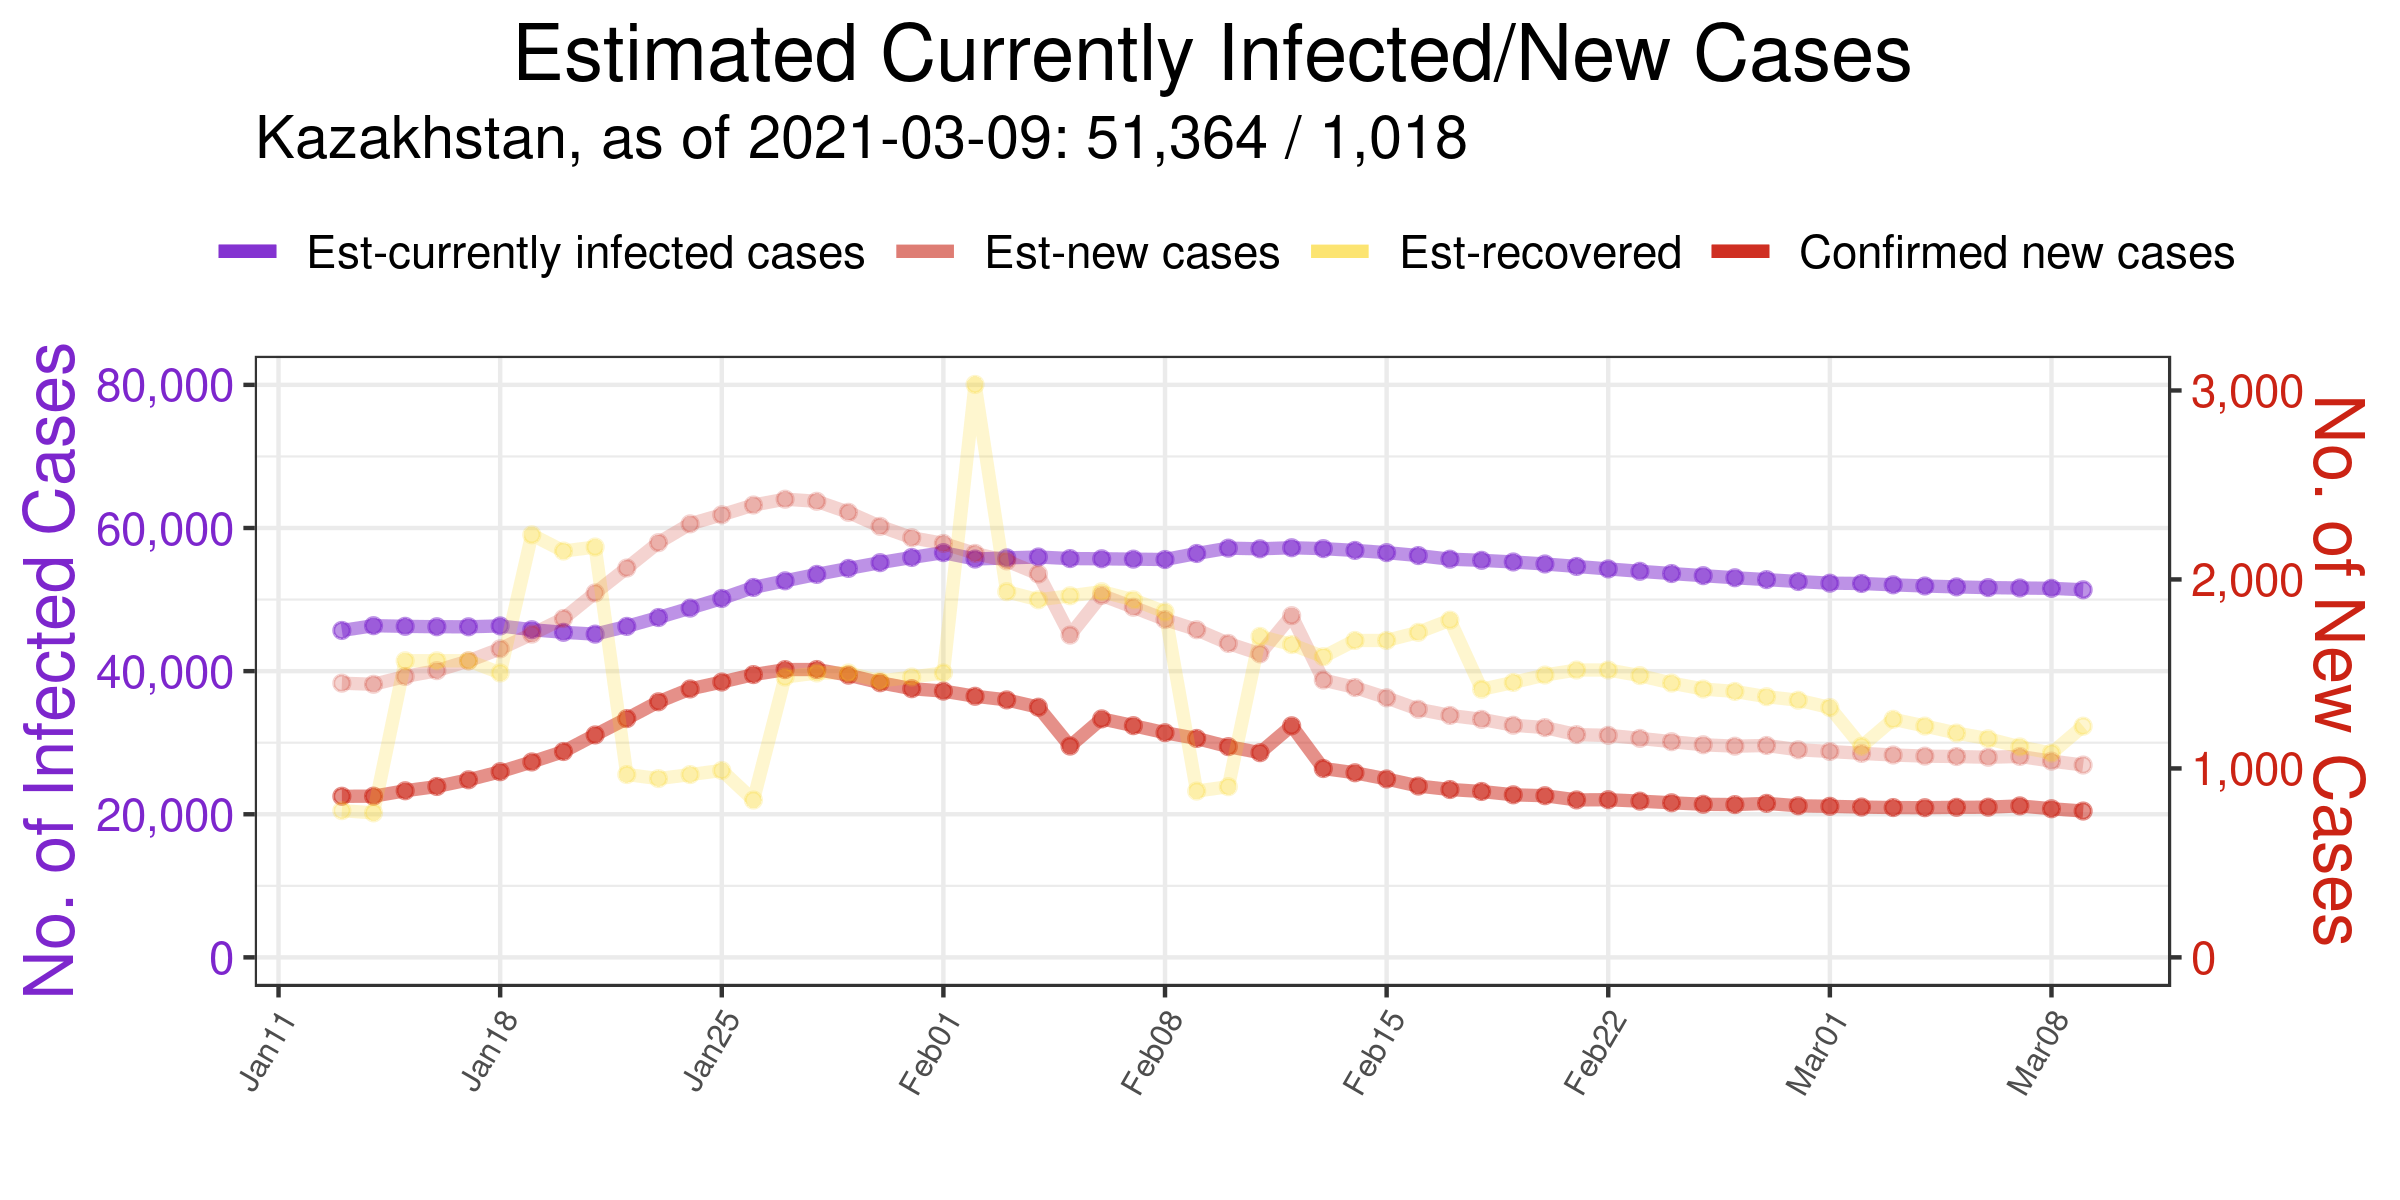 Estimated Currently Infected/New Cases
Kazakhstan, as of 2021-03-09: 51,364 / 1,018
Est-currently infected cases Est-new cases Est-recovered Confirmed new cases
No. of Infected Cases
80,000
60,000
40,000
20,000
0
3,000
2,000
1,000
0
No. of New Cases
Jan11 Jan18 Jan25 Feb01 Feb08 Feb15 Feb22 Mar01 Mar08